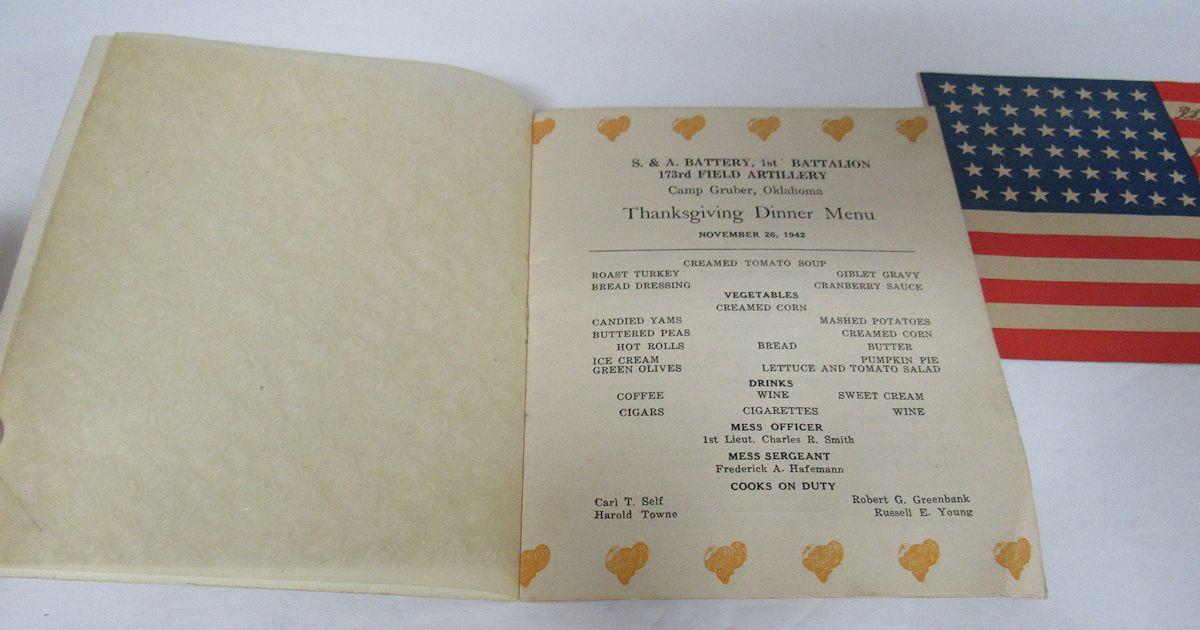 S. & A. BATTERY, 1st BATTALION
173rd FIELD ARTILLERY
Camp Gruber, Oklahoma
Thanksgiving Dinner Menu
NOVEMBER 26, 1942
CREAMED TOMATO SOUP
ROAST TURKEY GIBLET GRAVY
BREAD DRESSING CRANBERRY SAUCE
VEGETABLES
CREAMED CORN
CANDIED YAMS MASHED POTATOES
BUTTERED PEAS CREAMED CORN
HOT ROLLS BREAD BUTTER
ICE CREAM PUMPKIN PIE
GREEN OLIVES LETTUCE AND TOMATO SALAD
DRINKS
COFFEE WINE SWEET CREAM
CIGARS CIGARETTES WINE
MESS OFFICER
1st Lieut. Charles R. Smith
MESS SERGEANT
Frederick A. Hafemann
COOKS ON DUTY
Carl T. Self Robert G. Greenbank
Harold Towne Russell E. Young